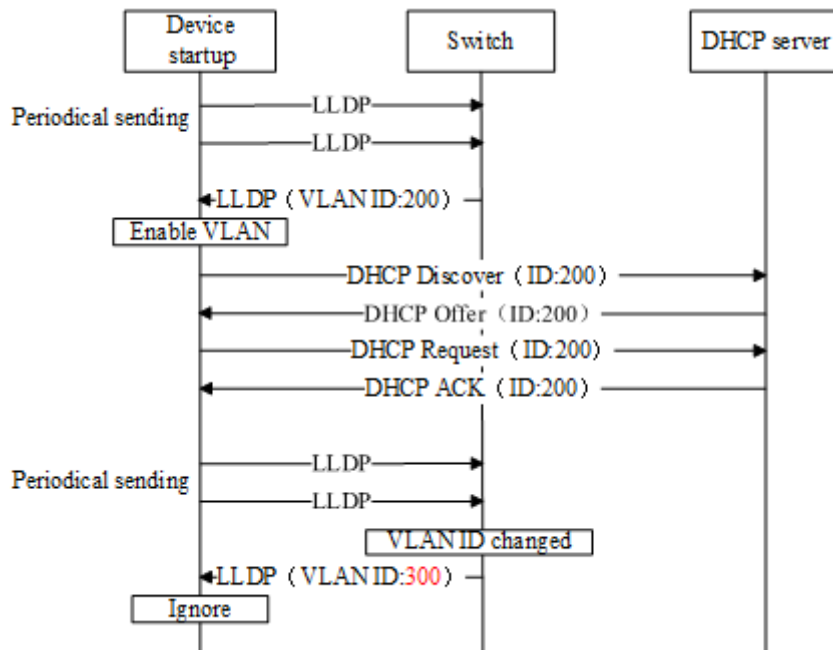 Device
startup
Switch
DHCP server
Periodical sending
LLDP
LLDP
LLDP（VLAN ID:200）
Enable VLAN
DHCP Discover（ID:200）
DHCP Offer（ID:200）
DHCP Request（ID:200）
DHCP ACK（ID:200）
Periodical sending
LLDP
LLDP
VLAN ID changed
LLDP（VLAN ID:300）
Ignore